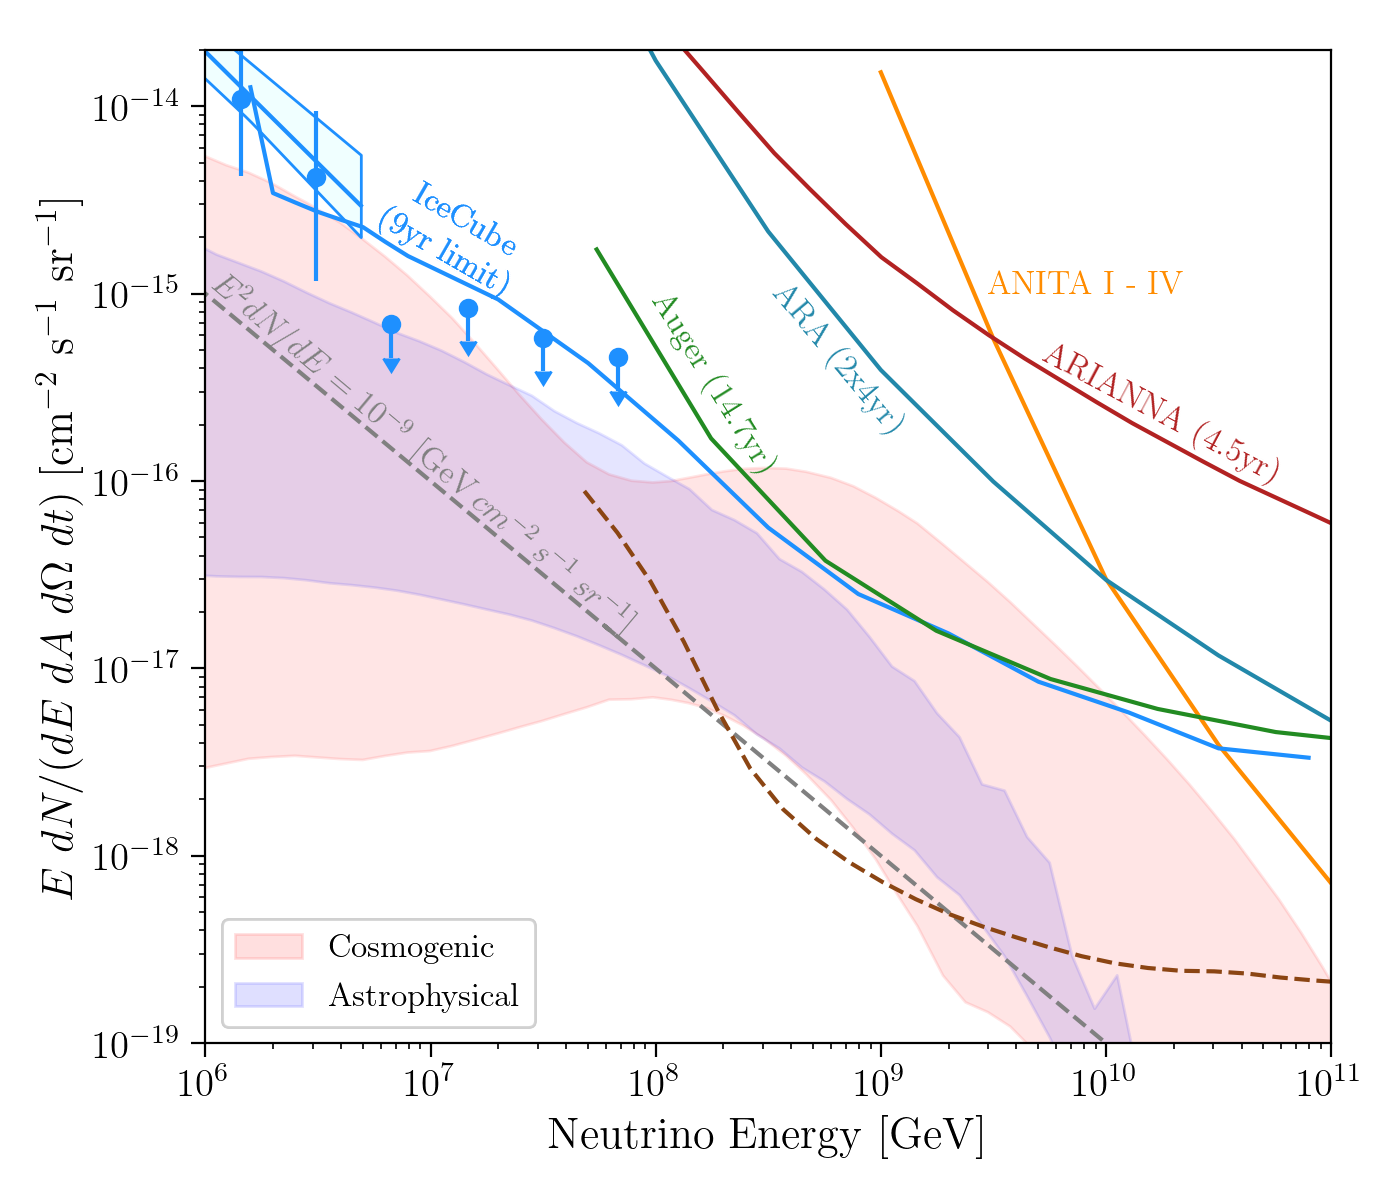 10⁻¹⁴
10⁻¹⁵
10⁻¹⁶
10⁻¹⁷
10⁻¹⁸
10⁻¹⁹
E dN/(dE dA dΩ dt) [cm⁻² s⁻¹ sr⁻¹]
IceCube
(9yr limit)
E²dN/dE = 10⁻⁹ [GeV cm⁻² s⁻¹ sr⁻¹]
Auger (14.7yr)
ARA (2x4yr)
ANITA I - IV
ARIANNA (4.5yr)
Cosmogenic
Astrophysical
10⁶ 10⁷ 10⁸ 10⁹ 10¹⁰ 10¹¹
Neutrino Energy [GeV]